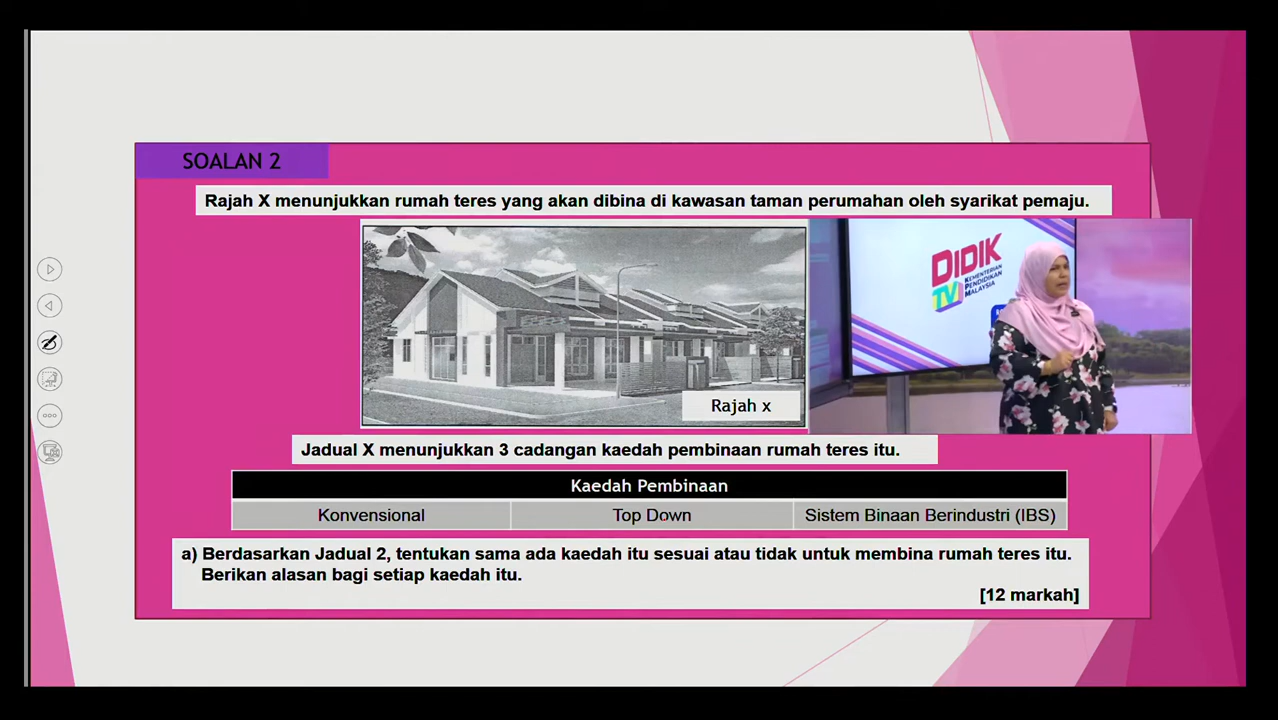 SOALAN 2
Rajah X menunjukkan rumah teres yang akan dibina di kawasan taman perumahan oleh syarikat pemaju.
DIDIK
TV
KEMENTERIAN
PENDIDIKAN
MALAYSIA
Rajah x
Jadual X menunjukkan 3 cadangan kaedah pembinaan rumah teres itu.
Kaedah Pembinaan
Konvensional
Top Down
Sistem Binaan Berindustri (IBS)
a) Berdasarkan Jadual 2, tentukan sama ada kaedah itu sesuai atau tidak untuk membina rumah teres itu.
Berikan alasan bagi setiap kaedah itu.
[12 markah]